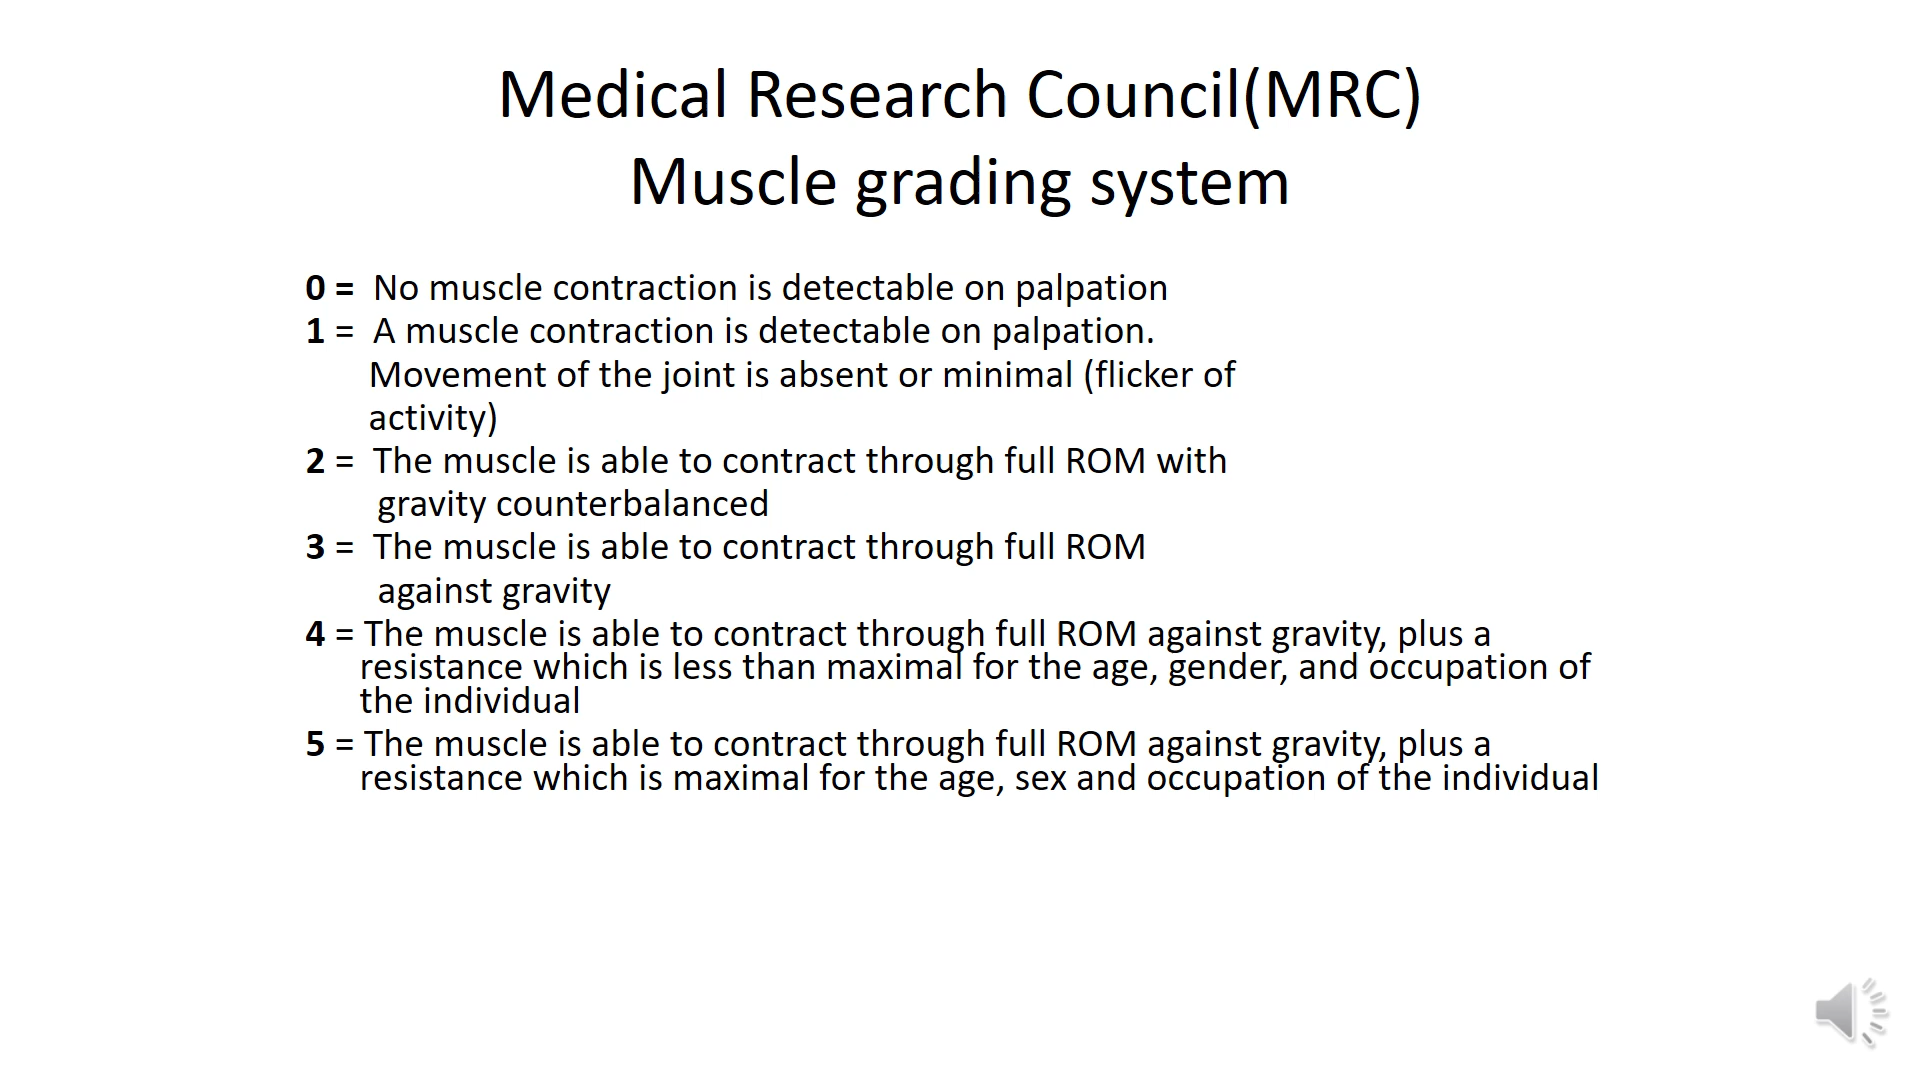 Medical Research Council(MRC)
Muscle grading system
0 = No muscle contraction is detectable on palpation
1 = A muscle contraction is detectable on palpation.
Movement of the joint is absent or minimal (flicker of
activity)
2 = The muscle is able to contract through full ROM with
gravity counterbalanced
3 = The muscle is able to contract through full ROM
against gravity
4 = The muscle is able to contract through full ROM against gravity, plus a
resistance which is less than maximal for the age, gender, and occupation of
the individual
5 = The muscle is able to contract through full ROM against gravity, plus a
resistance which is maximal for the age, sex and occupation of the individual